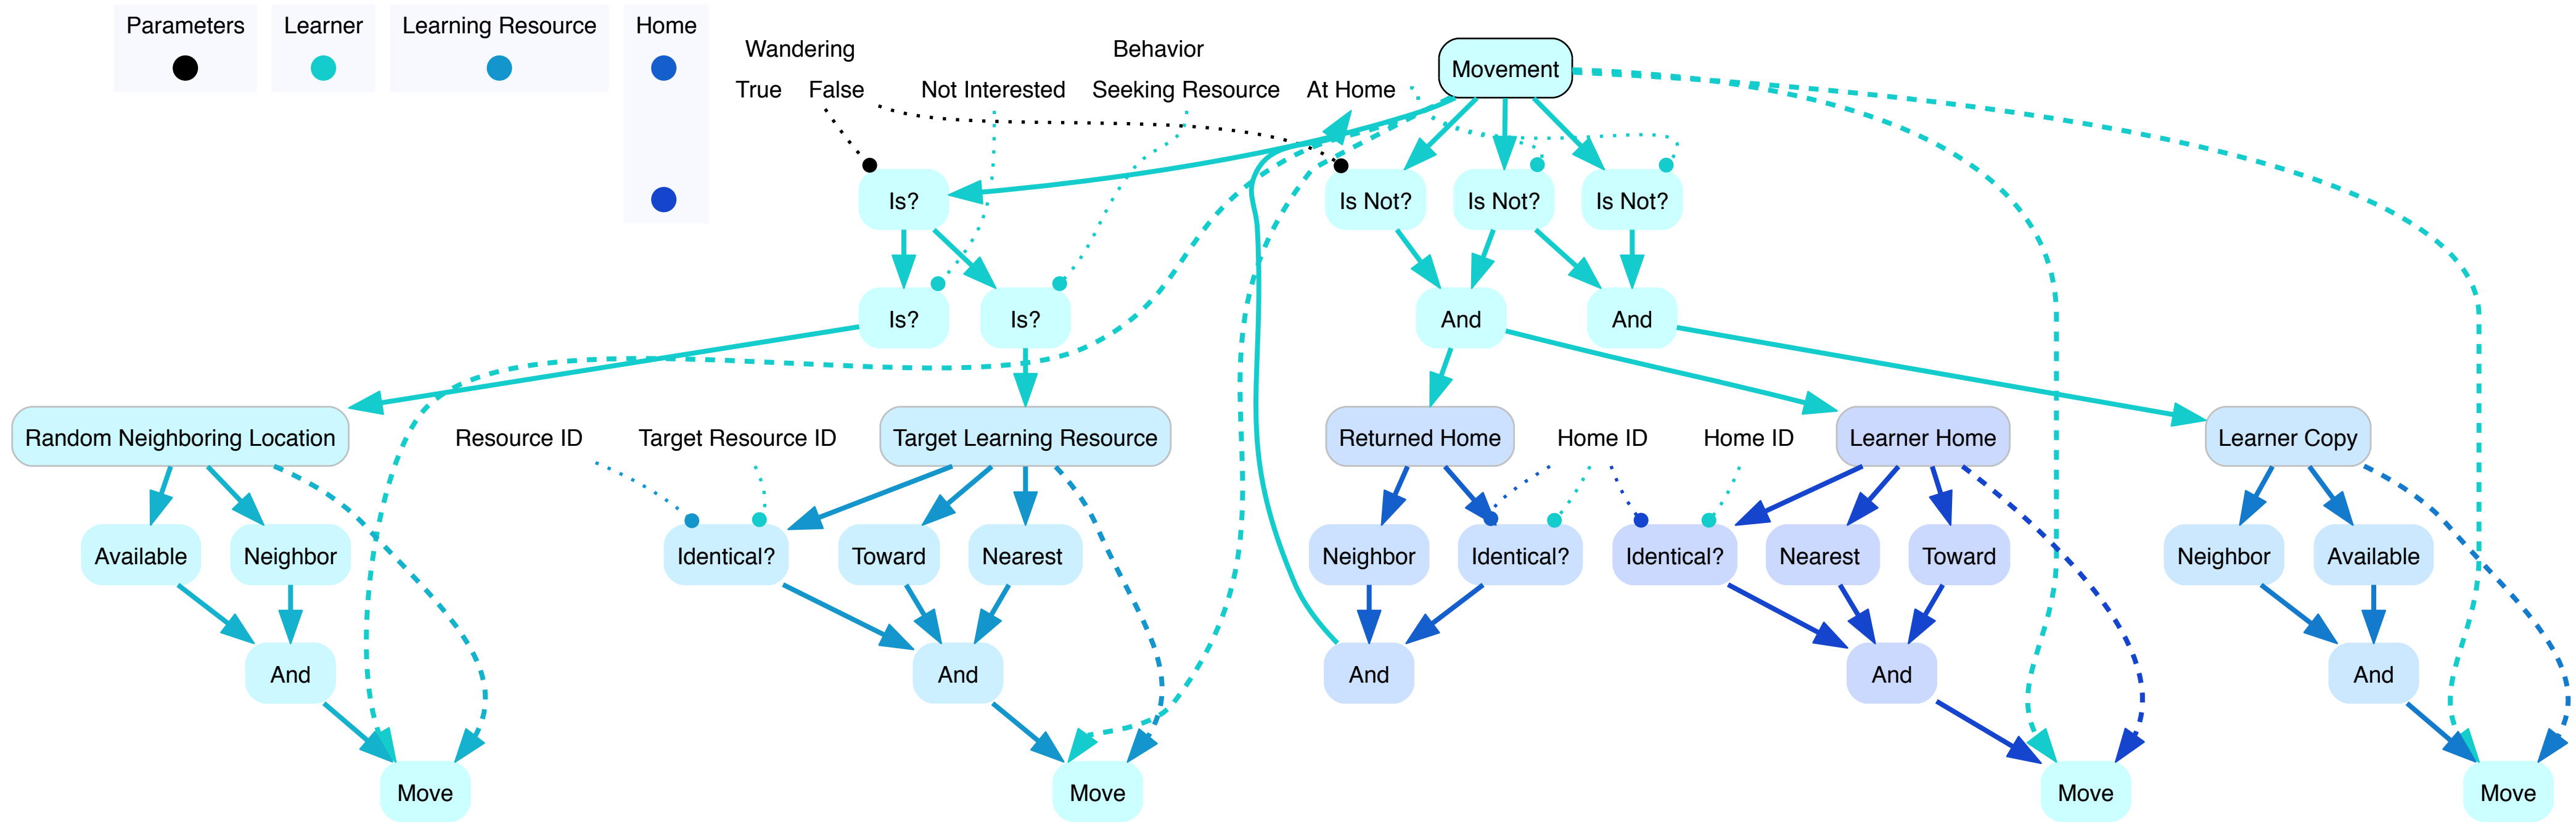 Parameters
Learner
Learning Resource
Home
Wandering
Behavior
True
False
Not Interested
Seeking Resource
At Home
Movement
Is?
Is Not?
Is Not?
Is Not?
Is?
Is?
And
And
Random Neighboring Location
Resource ID
Target Resource ID
Target Learning Resource
Returned Home
Home ID
Home ID
Learner Home
Learner Copy
Available
Neighbor
Identical?
Toward
Nearest
Neighbor
Identical?
Identical?
Nearest
Toward
Neighbor
Available
And
And
And
And
And
Move
Move
Move
Move